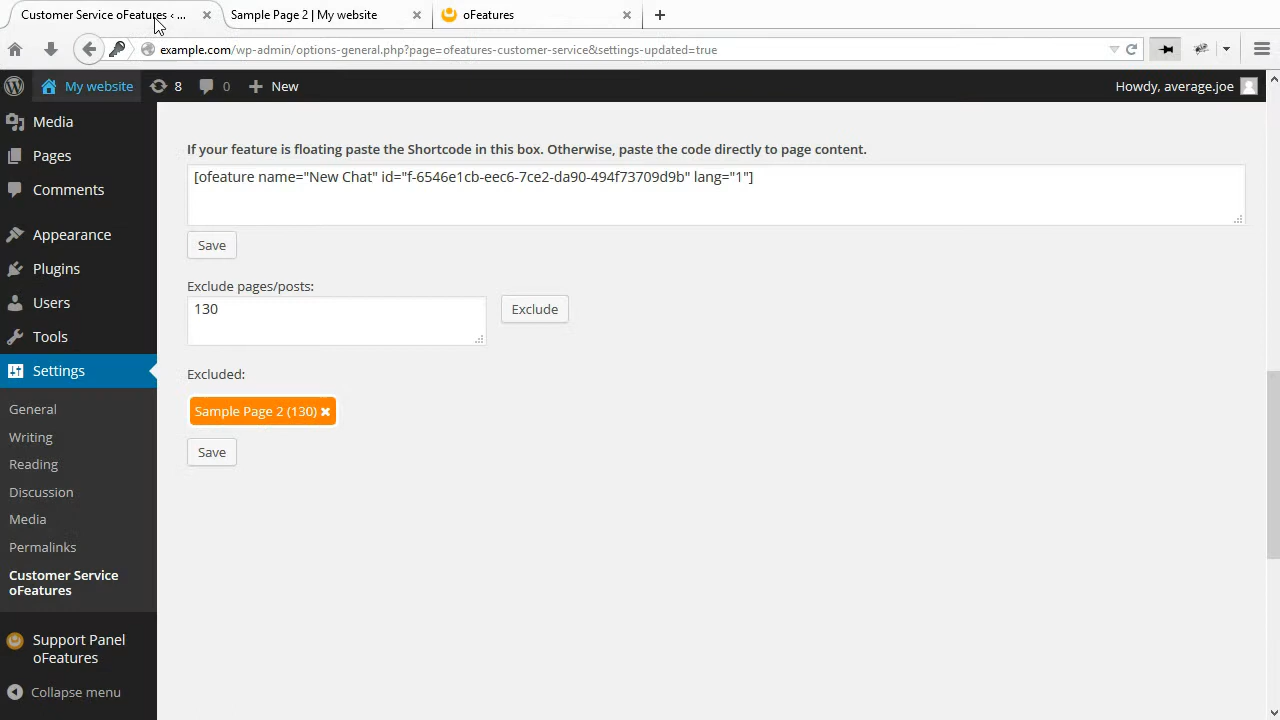 Customer Service oFeatures ‹ ...
Sample Page 2 | My website
oFeatures
example.com/wp-admin/options-general.php?page=ofeatures-customer-service&settings-updated=true
My website
8
0
New
Howdy, average.joe
Media
Pages
Comments
Appearance
Plugins
Users
Tools
Settings
General
Writing
Reading
Discussion
Media
Permalinks
Customer Service
oFeatures
Support Panel
oFeatures
Collapse menu
If your feature is floating paste the Shortcode in this box. Otherwise, paste the code directly to page content.
[ofeature name="New Chat" id="f-6546e1cb-eec6-7ce2-da90-494f73709d9b" lang="1"]
Save
Exclude pages/posts:
130
Exclude
Excluded:
Sample Page 2 (130)
Save